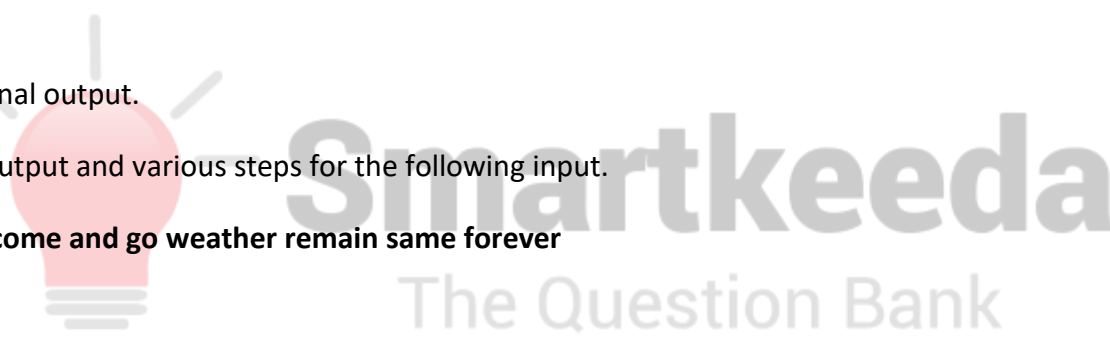 nal output.
utput and various steps for the following input.
come and go weather remain same forever
Smartkeeda
The Question Bank